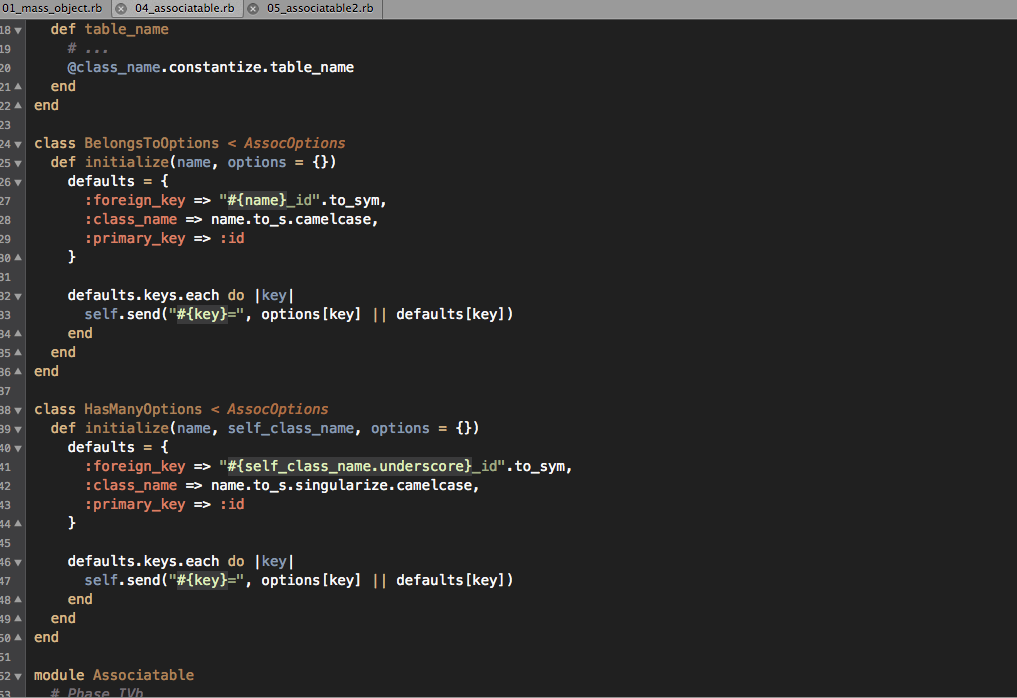 01_mass_object.rb 04_associatable.rb 05_associatable2.rb
18 def table_name
19 # ...
20 @class_name.constantize.table_name
21 end
22 end
23
24 class BelongsToOptions < AssocOptions
25 def initialize(name, options = {})
26 defaults = {
27 :foreign_key => "#{name}_id".to_sym,
28 :class_name => name.to_s.camelcase,
29 :primary_key => :id
30 }
31
32 defaults.keys.each do |key|
33 self.send("#{key}=", options[key] || defaults[key])
34 end
35 end
36 end
37
38 class HasManyOptions < AssocOptions
39 def initialize(name, self_class_name, options = {})
40 defaults = {
41 :foreign_key => "#{self_class_name.underscore}_id".to_sym,
42 :class_name => name.to_s.singularize.camelcase,
43 :primary_key => :id
44 }
45
46 defaults.keys.each do |key|
47 self.send("#{key}=", options[key] || defaults[key])
48 end
49 end
50 end
51
52 module Associatable
53 # Phase IVb